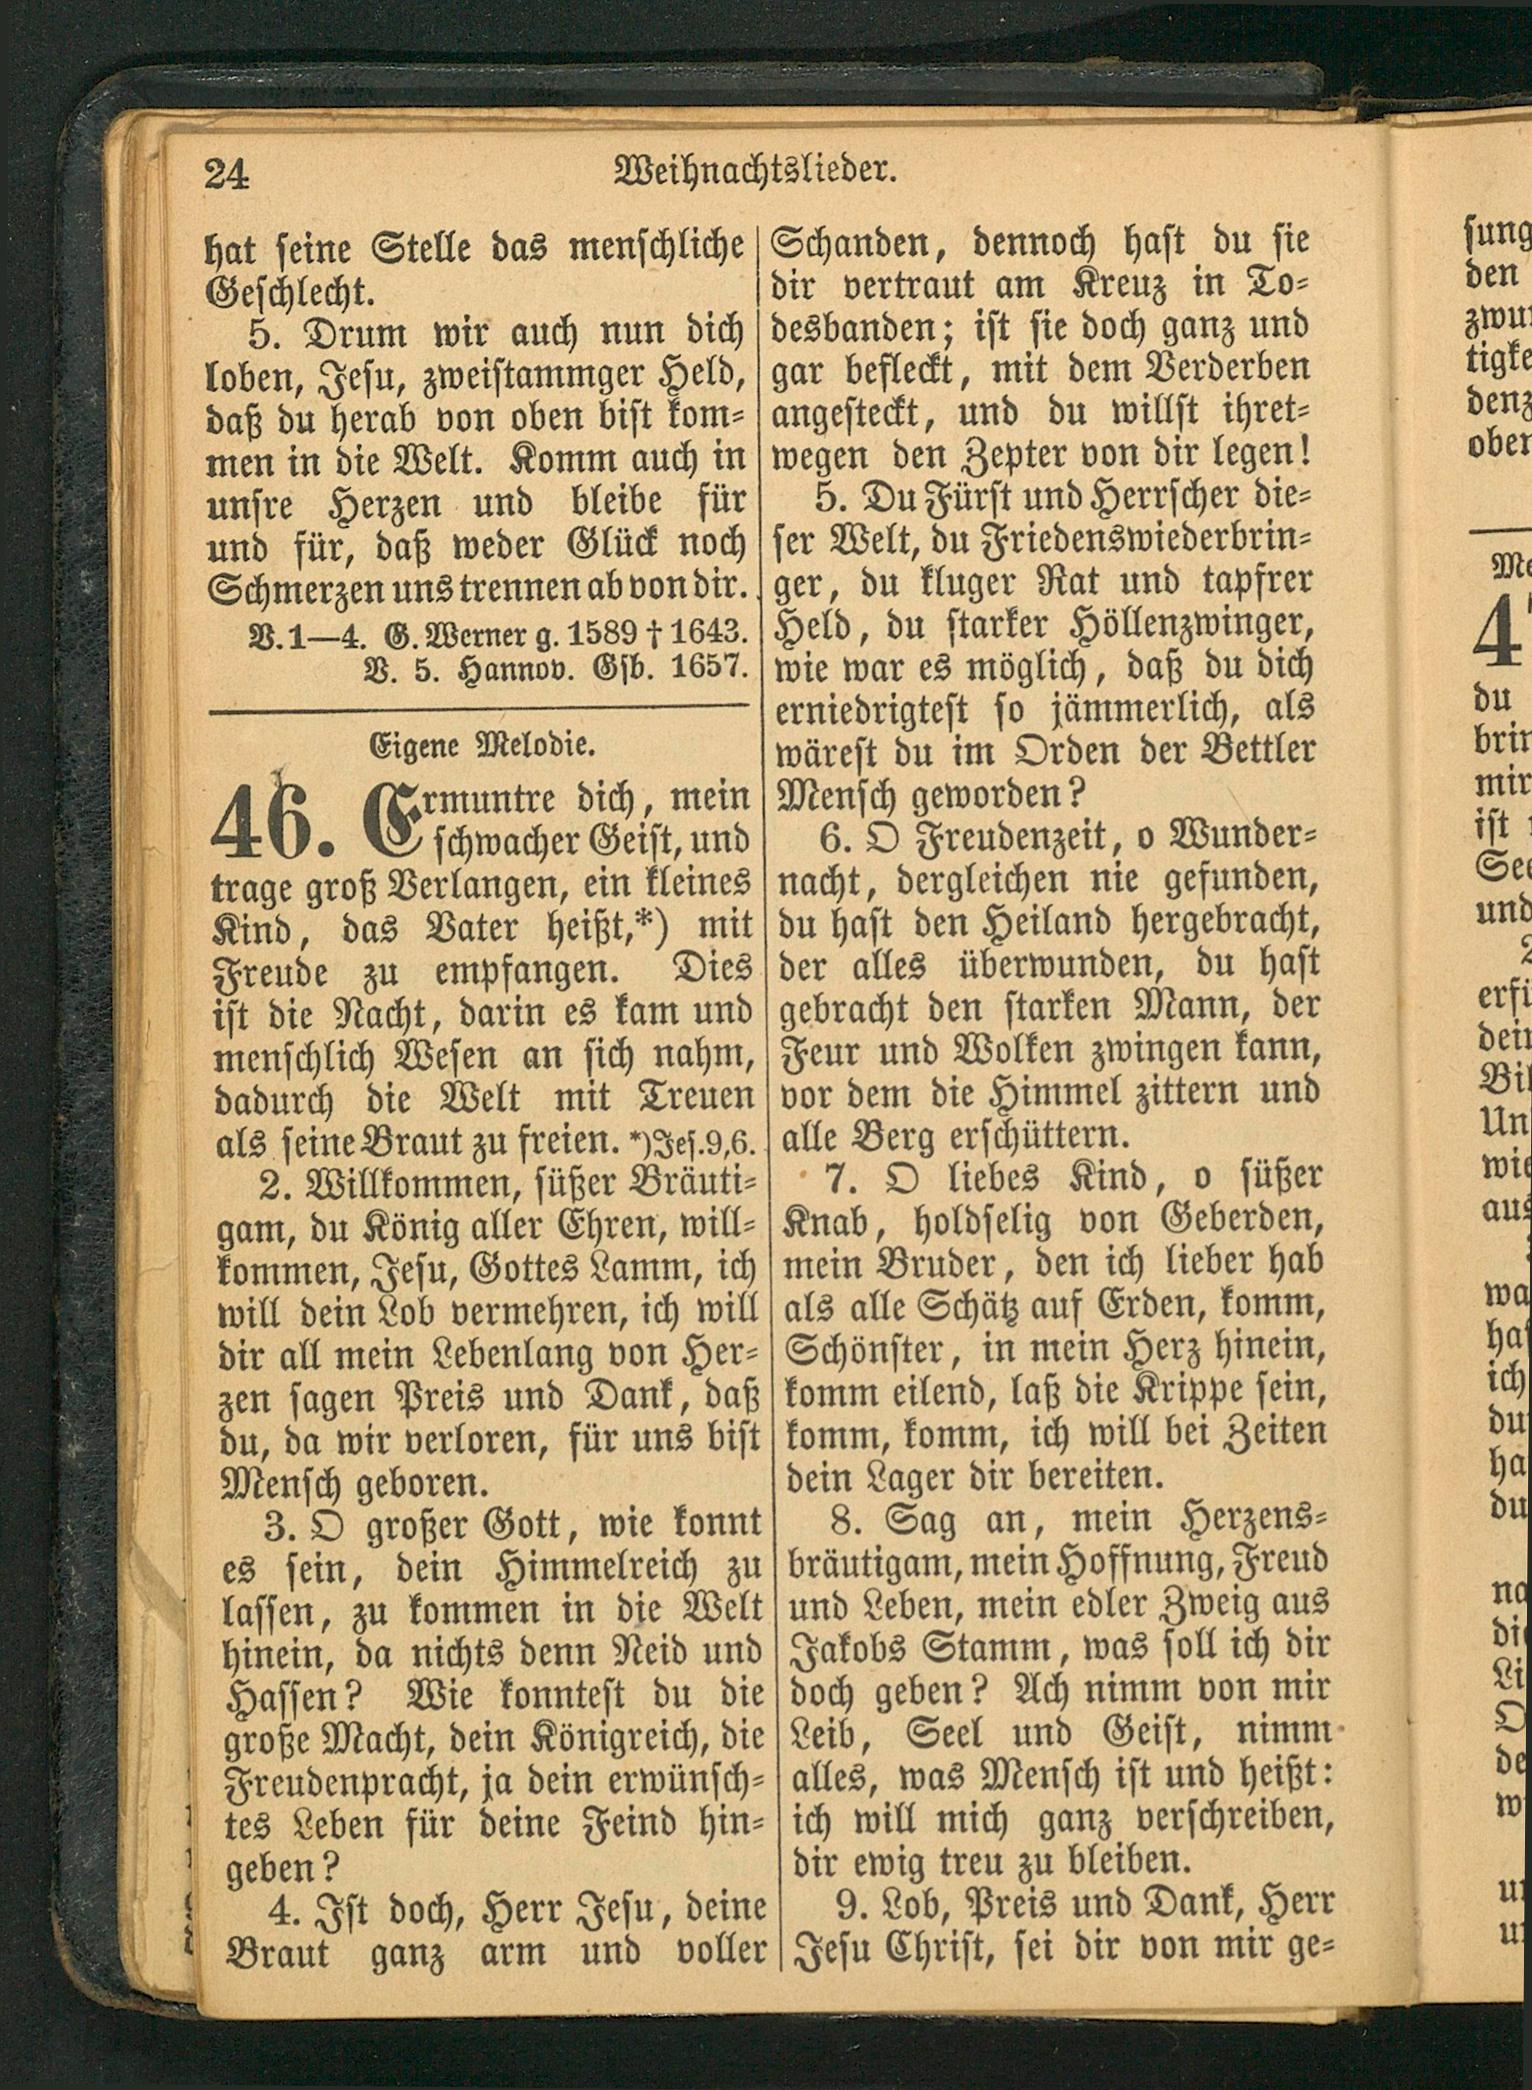 24
Weihnachtslieder.
hat seine Stelle das menschliche
Geschlecht.
5. Drum wir auch nun dich
loben, Jesu, zweistammger Held,
daß du herab von oben bist kom-
men in die Welt. Komm auch in
unsre Herzen und bleibe für
und für, daß weder Glück noch
Schmerzen uns trennen ab von dir.
V. 1—4. G. Werner g. 1589 † 1643.
V. 5. Hannov. Gsb. 1657.
Eigene Melodie.
46. Ermuntre dich, mein
schwacher Geist, und
trage groß Verlangen, ein kleines
Kind, das Vater heißt,*) mit
Freude zu empfangen. Dies
ist die Nacht, darin es kam und
menschlich Wesen an sich nahm,
dadurch die Welt mit Treuen
als seine Braut zu freien. *) Jes. 9,6.
2. Willkommen, süßer Bräuti-
gam, du König aller Ehren, will-
kommen, Jesu, Gottes Lamm, ich
will dein Lob vermehren, ich will
dir all mein Lebenlang von Her-
zen sagen Preis und Dank, daß
du, da wir verloren, für uns bist
Mensch geboren.
3. O großer Gott, wie konnt
es sein, dein Himmelreich zu
lassen, zu kommen in die Welt
hinein, da nichts denn Neid und
Hassen? Wie konntest du die
große Macht, dein Königreich, die
Freudenpracht, ja dein erwünsch-
tes Leben für deine Feind hin-
geben?
4. Ist doch, Herr Jesu, deine
Braut ganz arm und voller
Schanden, dennoch hast du sie
dir vertraut am Kreuz in To-
desbanden; ist sie doch ganz und
gar befleckt, mit dem Verderben
angesteckt, und du willst ihret-
wegen den Zepter von dir legen!
5. Du Fürst und Herrscher die-
ser Welt, du Friedenswiederbrin-
ger, du kluger Rat und tapfrer
Held, du starker Höllenzwinger,
wie war es möglich, daß du dich
erniedrigtest so jämmerlich, als
wärest du im Orden der Bettler
Mensch geworden?
6. O Freudenzeit, o Wunder-
nacht, dergleichen nie gefunden,
du hast den Heiland hergebracht,
der alles überwunden, du hast
gebracht den starken Mann, der
Feur und Wolken zwingen kann,
vor dem die Himmel zittern und
alle Berg erschüttern.
7. O liebes Kind, o süßer
Knab, holdselig von Geberden,
mein Bruder, den ich lieber hab
als alle Schätz auf Erden, komm,
Schönster, in mein Herz hinein,
komm eilend, laß die Krippe sein,
komm, komm, ich will bei Zeiten
dein Lager dir bereiten.
8. Sag an, mein Herzens-
bräutigam, mein Hoffnung, Freud
und Leben, mein edler Zweig aus
Jakobs Stamm, was soll ich dir
doch geben? Ach nimm von mir
Leib, Seel und Geist, nimm
alles, was Mensch ist und heißt:
ich will mich ganz verschreiben,
dir ewig treu zu bleiben.
9. Lob, Preis und Dank, Herr
Jesu Christ, sei dir von mir ge-